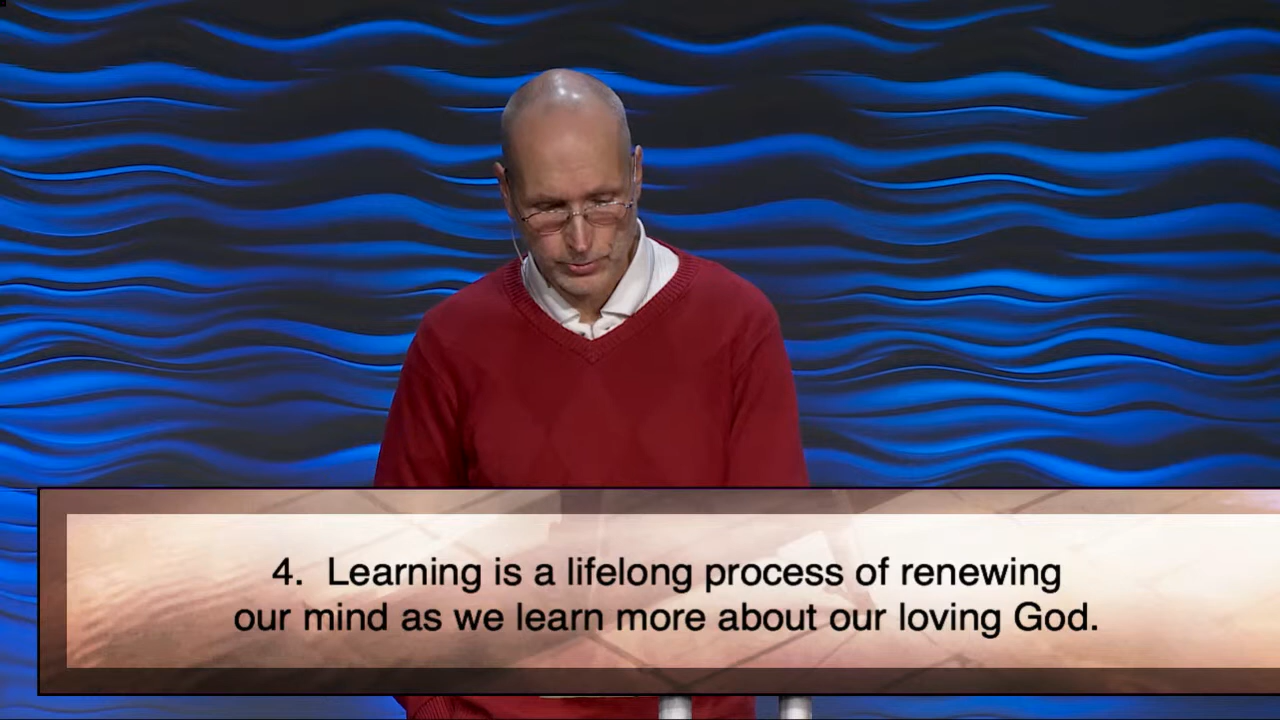 4. Learning is a lifelong process of renewing
our mind as we learn more about our loving God.